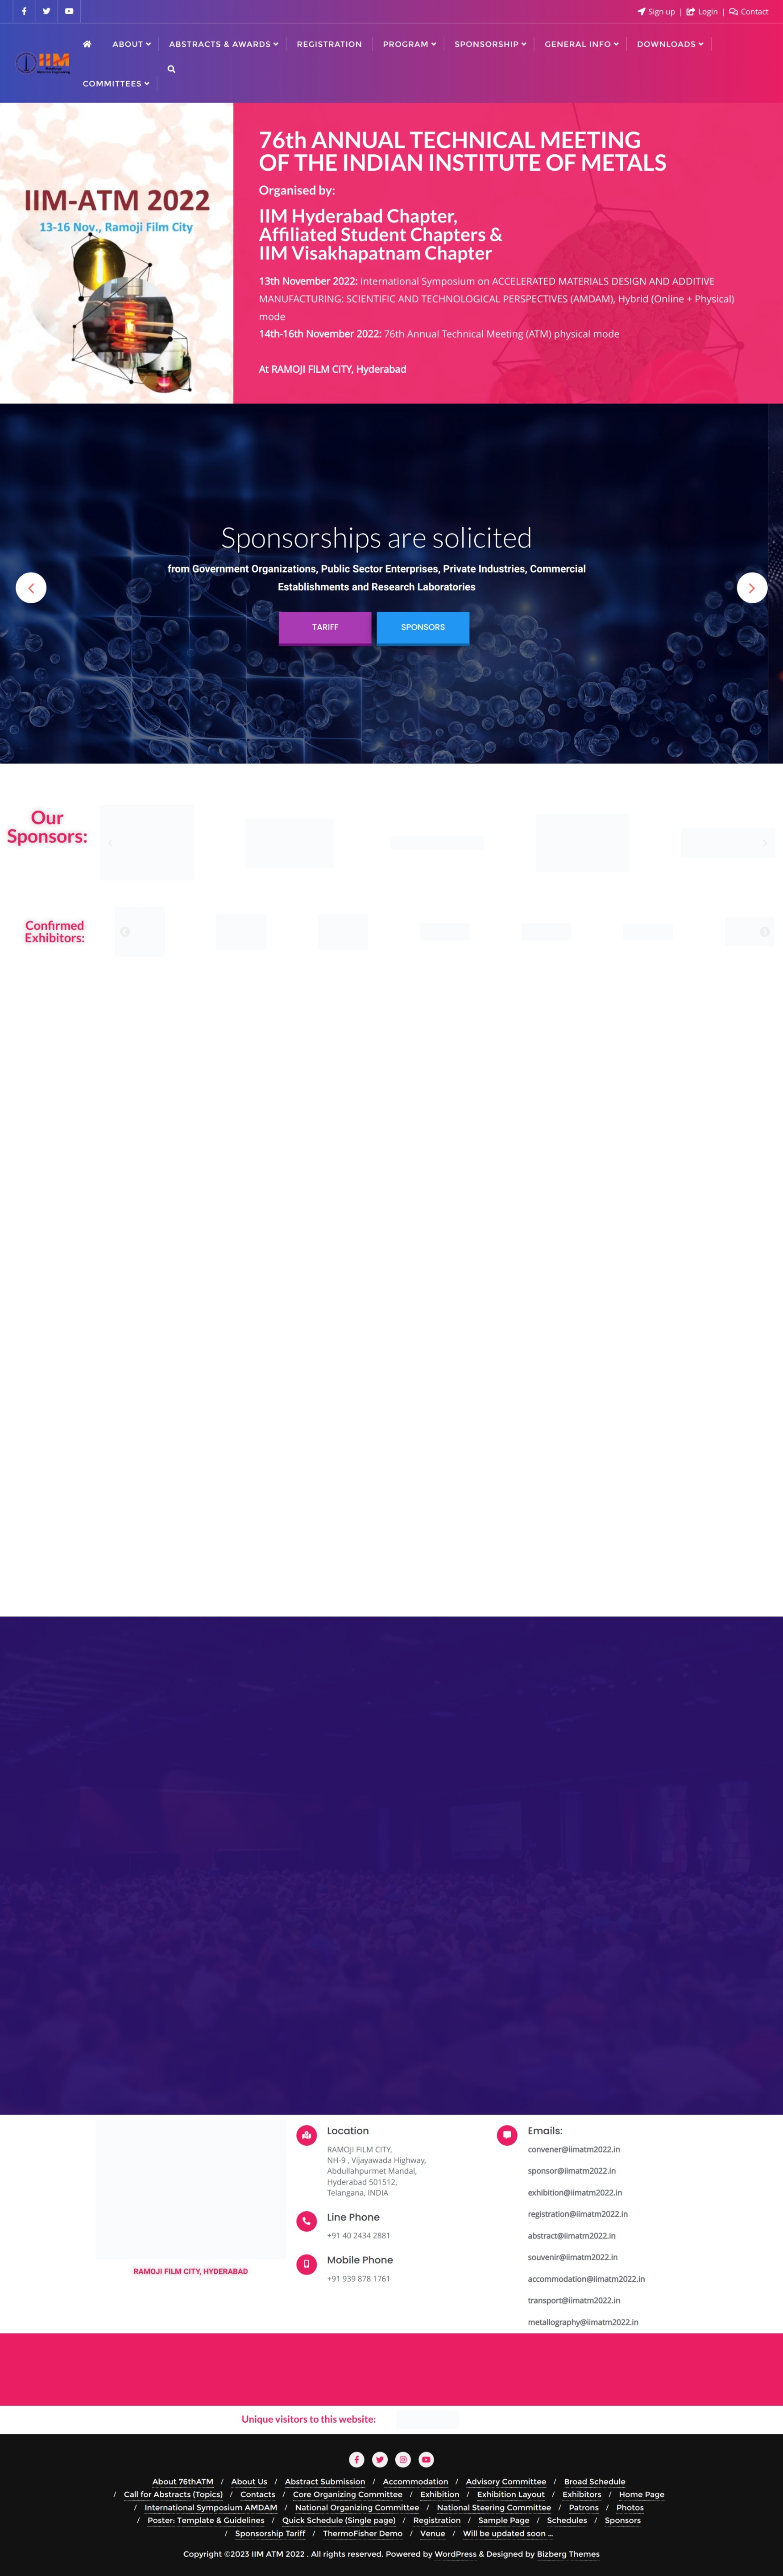 Sign up | Login | Contact
IIM
ABOUT
ABSTRACTS & AWARDS
REGISTRATION
PROGRAM
SPONSORSHIP
GENERAL INFO
DOWNLOADS
COMMITTEES
IIM-ATM 2022
13-16 Nov., Ramoji Film City
76th ANNUAL TECHNICAL MEETING
OF THE INDIAN INSTITUTE OF METALS
Organised by:
IIM Hyderabad Chapter,
Affiliated Student Chapters &
IIM Visakhapatnam Chapter
13th November 2022: International Symposium on ACCELERATED MATERIALS DESIGN AND ADDITIVE
MANUFACTURING: SCIENTIFIC AND TECHNOLOGICAL PERSPECTIVES (AMDAM), Hybrid (Online + Physical)
mode
14th-16th November 2022: 76th Annual Technical Meeting (ATM) physical mode
At RAMOJI FILM CITY, Hyderabad
Sponsorships are solicited
from Government Organizations, Public Sector Enterprises, Private Industries, Commercial
Establishments and Research Laboratories
TARIFF
SPONSORS
Our
Sponsors:
Confirmed
Exhibitors:
RAMOJI FILM CITY, HYDERABAD
Location
RAMOJI FILM CITY,
NH-9 , Vijayawada Highway,
Abdullahpurmet Mandal,
Hyderabad 501512,
Telangana, INDIA
Line Phone
+91 40 2434 2881
Mobile Phone
+91 939 878 1761
Emails:
convener@iimatm2022.in
sponsor@iimatm2022.in
exhibition@iimatm2022.in
registration@iimatm2022.in
abstract@iimatm2022.in
souvenir@iimatm2022.in
accommodation@iimatm2022.in
transport@iimatm2022.in
metallography@iimatm2022.in
Unique visitors to this website:
About 76thATM / About Us / Abstract Submission / Accommodation / Advisory Committee / Broad Schedule
/ Call for Abstracts (Topics) / Contacts / Core Organizing Committee / Exhibition / Exhibition Layout / Exhibitors / Home Page
/ International Symposium AMDAM / National Organizing Committee / National Steering Committee / Patrons / Photos
/ Poster: Template & Guidelines / Quick Schedule (Single page) / Registration / Sample Page / Schedules / Sponsors
/ Sponsorship Tariff / ThermoFisher Demo / Venue / Will be updated soon ...
Copyright ©2023 IIM ATM 2022 . All rights reserved. Powered by WordPress & Designed by Bizberg Themes